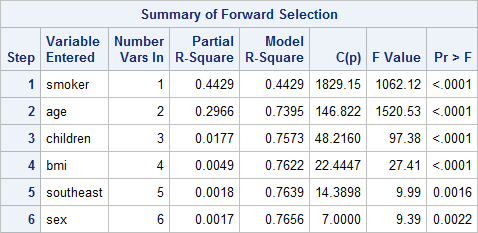 Summary of Forward Selection
Step Variable Entered Number Vars In Partial R-Square Model R-Square C(p) F Value Pr > F
1 smoker 1 0.4429 0.4429 1829.15 1062.12 <.0001
2 age 2 0.2966 0.7395 146.822 1520.53 <.0001
3 children 3 0.0177 0.7573 48.2160 97.38 <.0001
4 bmi 4 0.0049 0.7622 22.4447 27.41 <.0001
5 southeast 5 0.0018 0.7639 14.3898 9.99 0.0016
6 sex 6 0.0017 0.7656 7.0000 9.39 0.0022